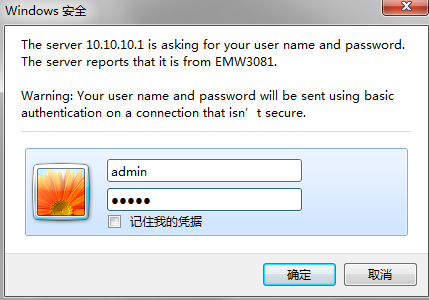 Windows 安全
The server 10.10.10.1 is asking for your user name and password.
The server reports that it is from EMW3081.
Warning: Your user name and password will be sent using basic
authentication on a connection that isn’t secure.
admin
●●●●●
记住我的凭据
确定
取消